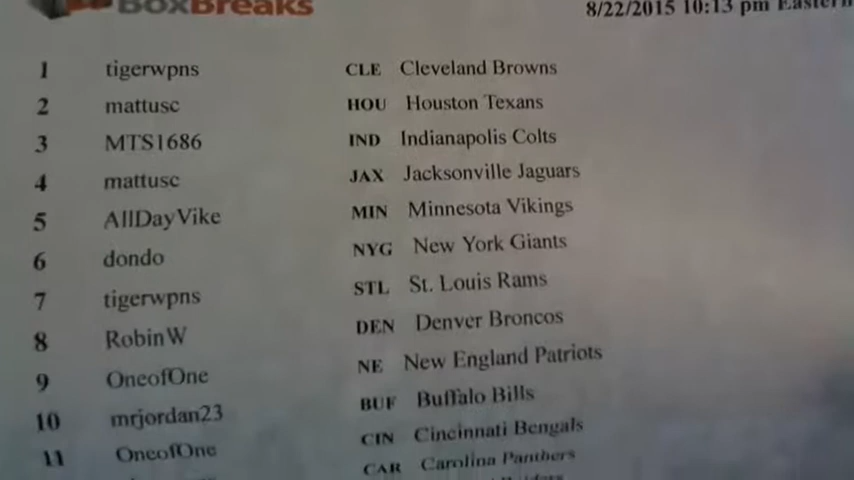 BoxBreaks 8/22/2015 10:13 pm Eastern
1 tigerwpns CLE Cleveland Browns
2 mattusc HOU Houston Texans
3 MTS1686 IND Indianapolis Colts
4 mattusc JAX Jacksonville Jaguars
5 AllDayVike MIN Minnesota Vikings
6 dondo NYG New York Giants
7 tigerwpns STL St. Louis Rams
8 RobinW DEN Denver Broncos
9 OneofOne NE New England Patriots
10 mrjordan23 BUF Buffalo Bills
11 OneofOne CIN Cincinnati Bengals
CAR Carolina Panthers